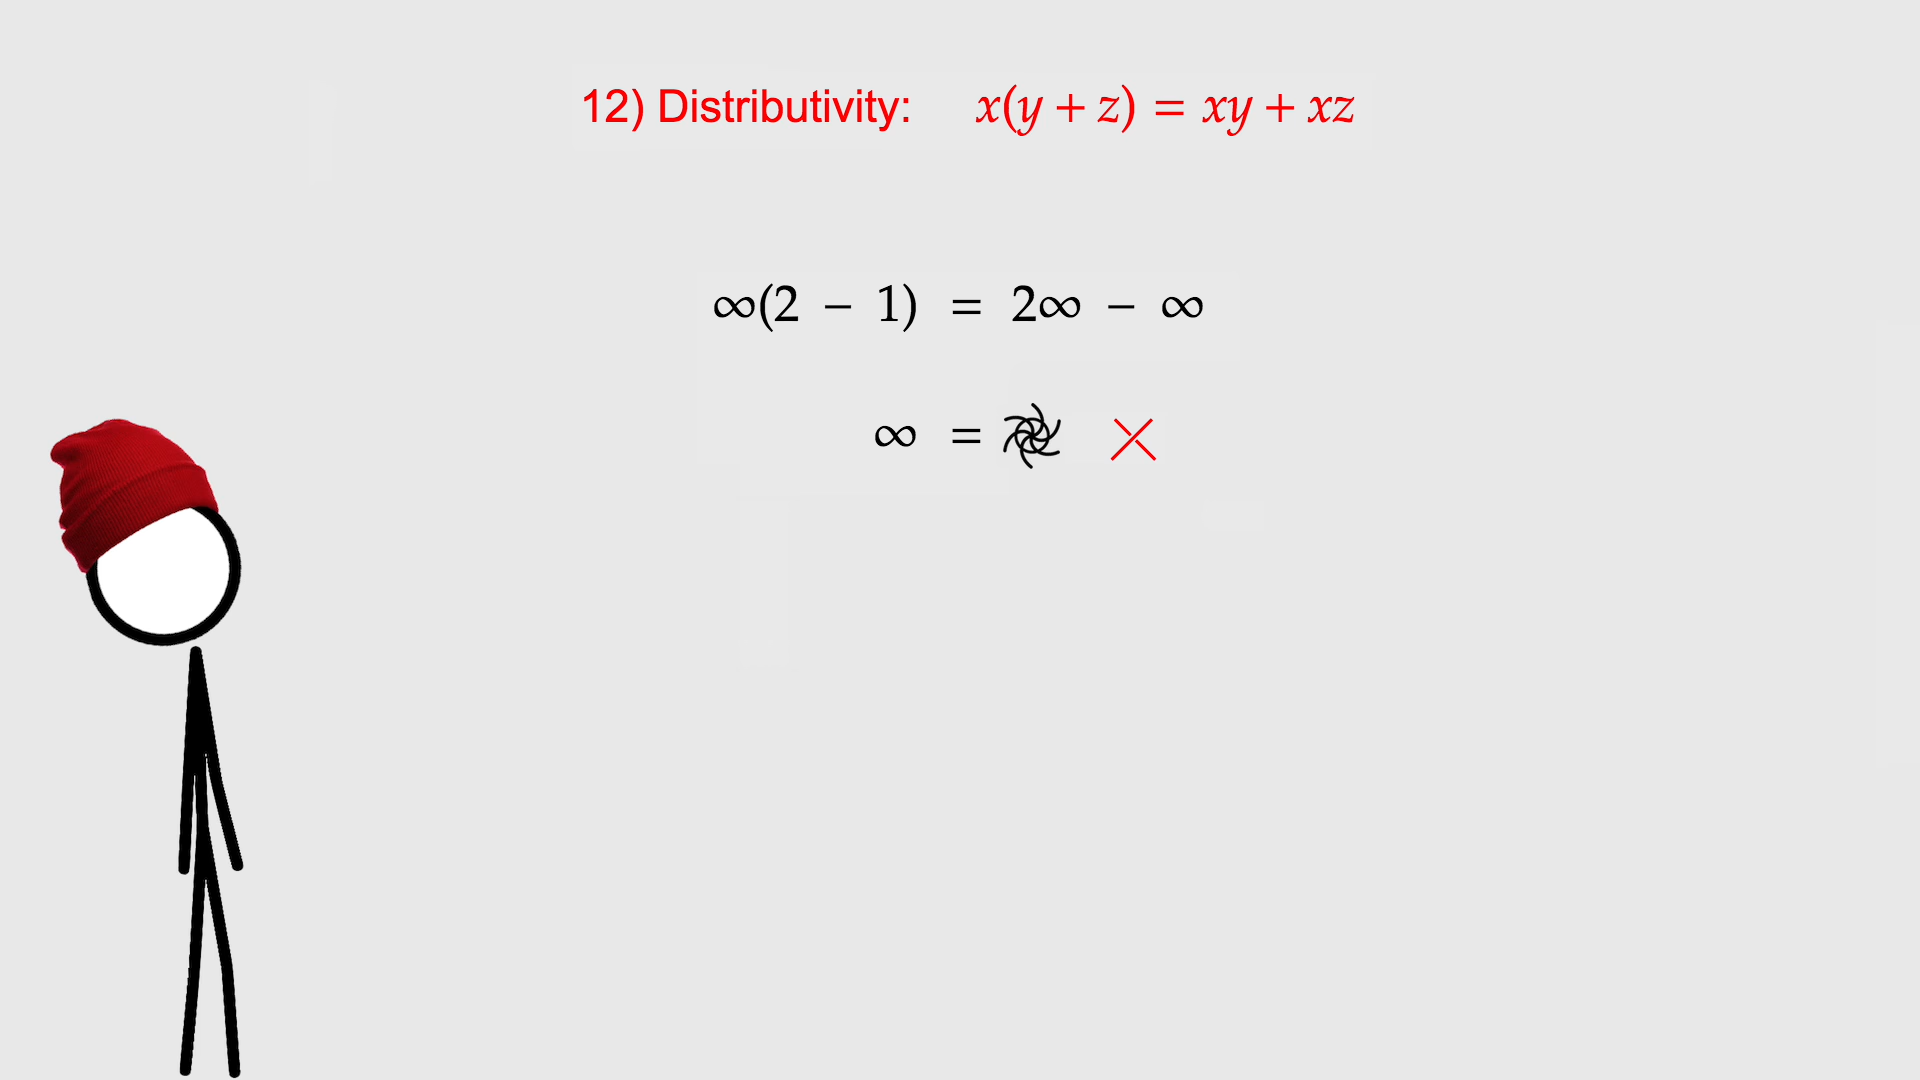 12) Distributivity: x(y + z) = xy + xz
∞(2 − 1) = 2∞ − ∞
∞ = ×